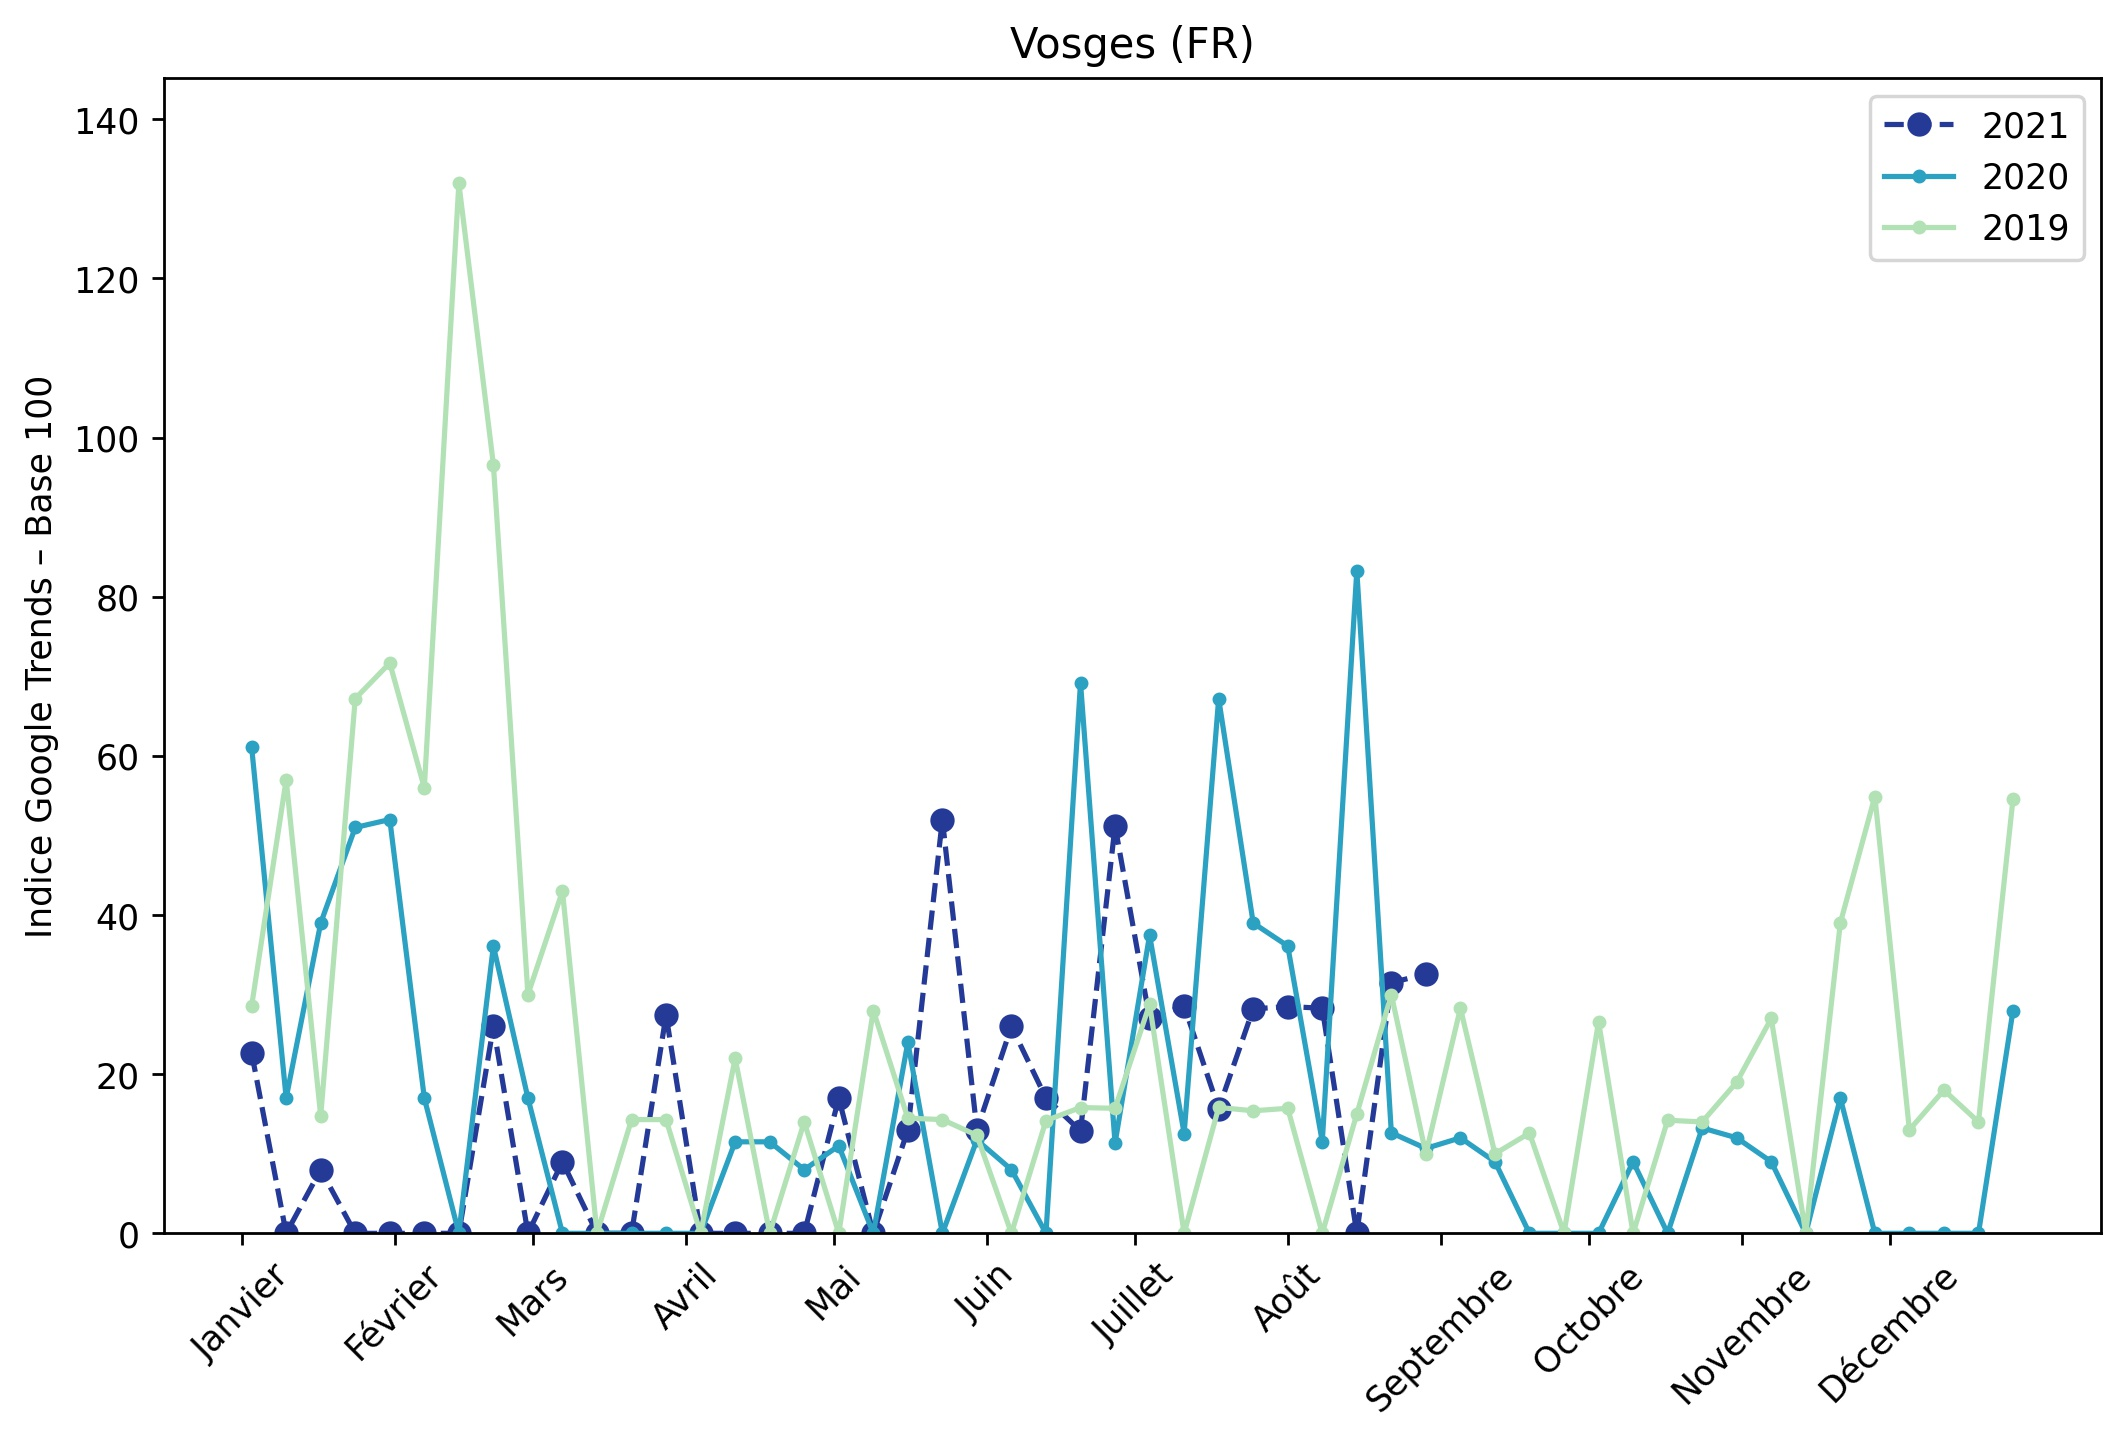 Vosges (FR)
2021
2020
2019
Indice Google Trends – Base 100
140
120
100
80
60
40
20
0
Janvier
Février
Mars
Avril
Mai
Juin
Juillet
Août
Septembre
Octobre
Novembre
Décembre